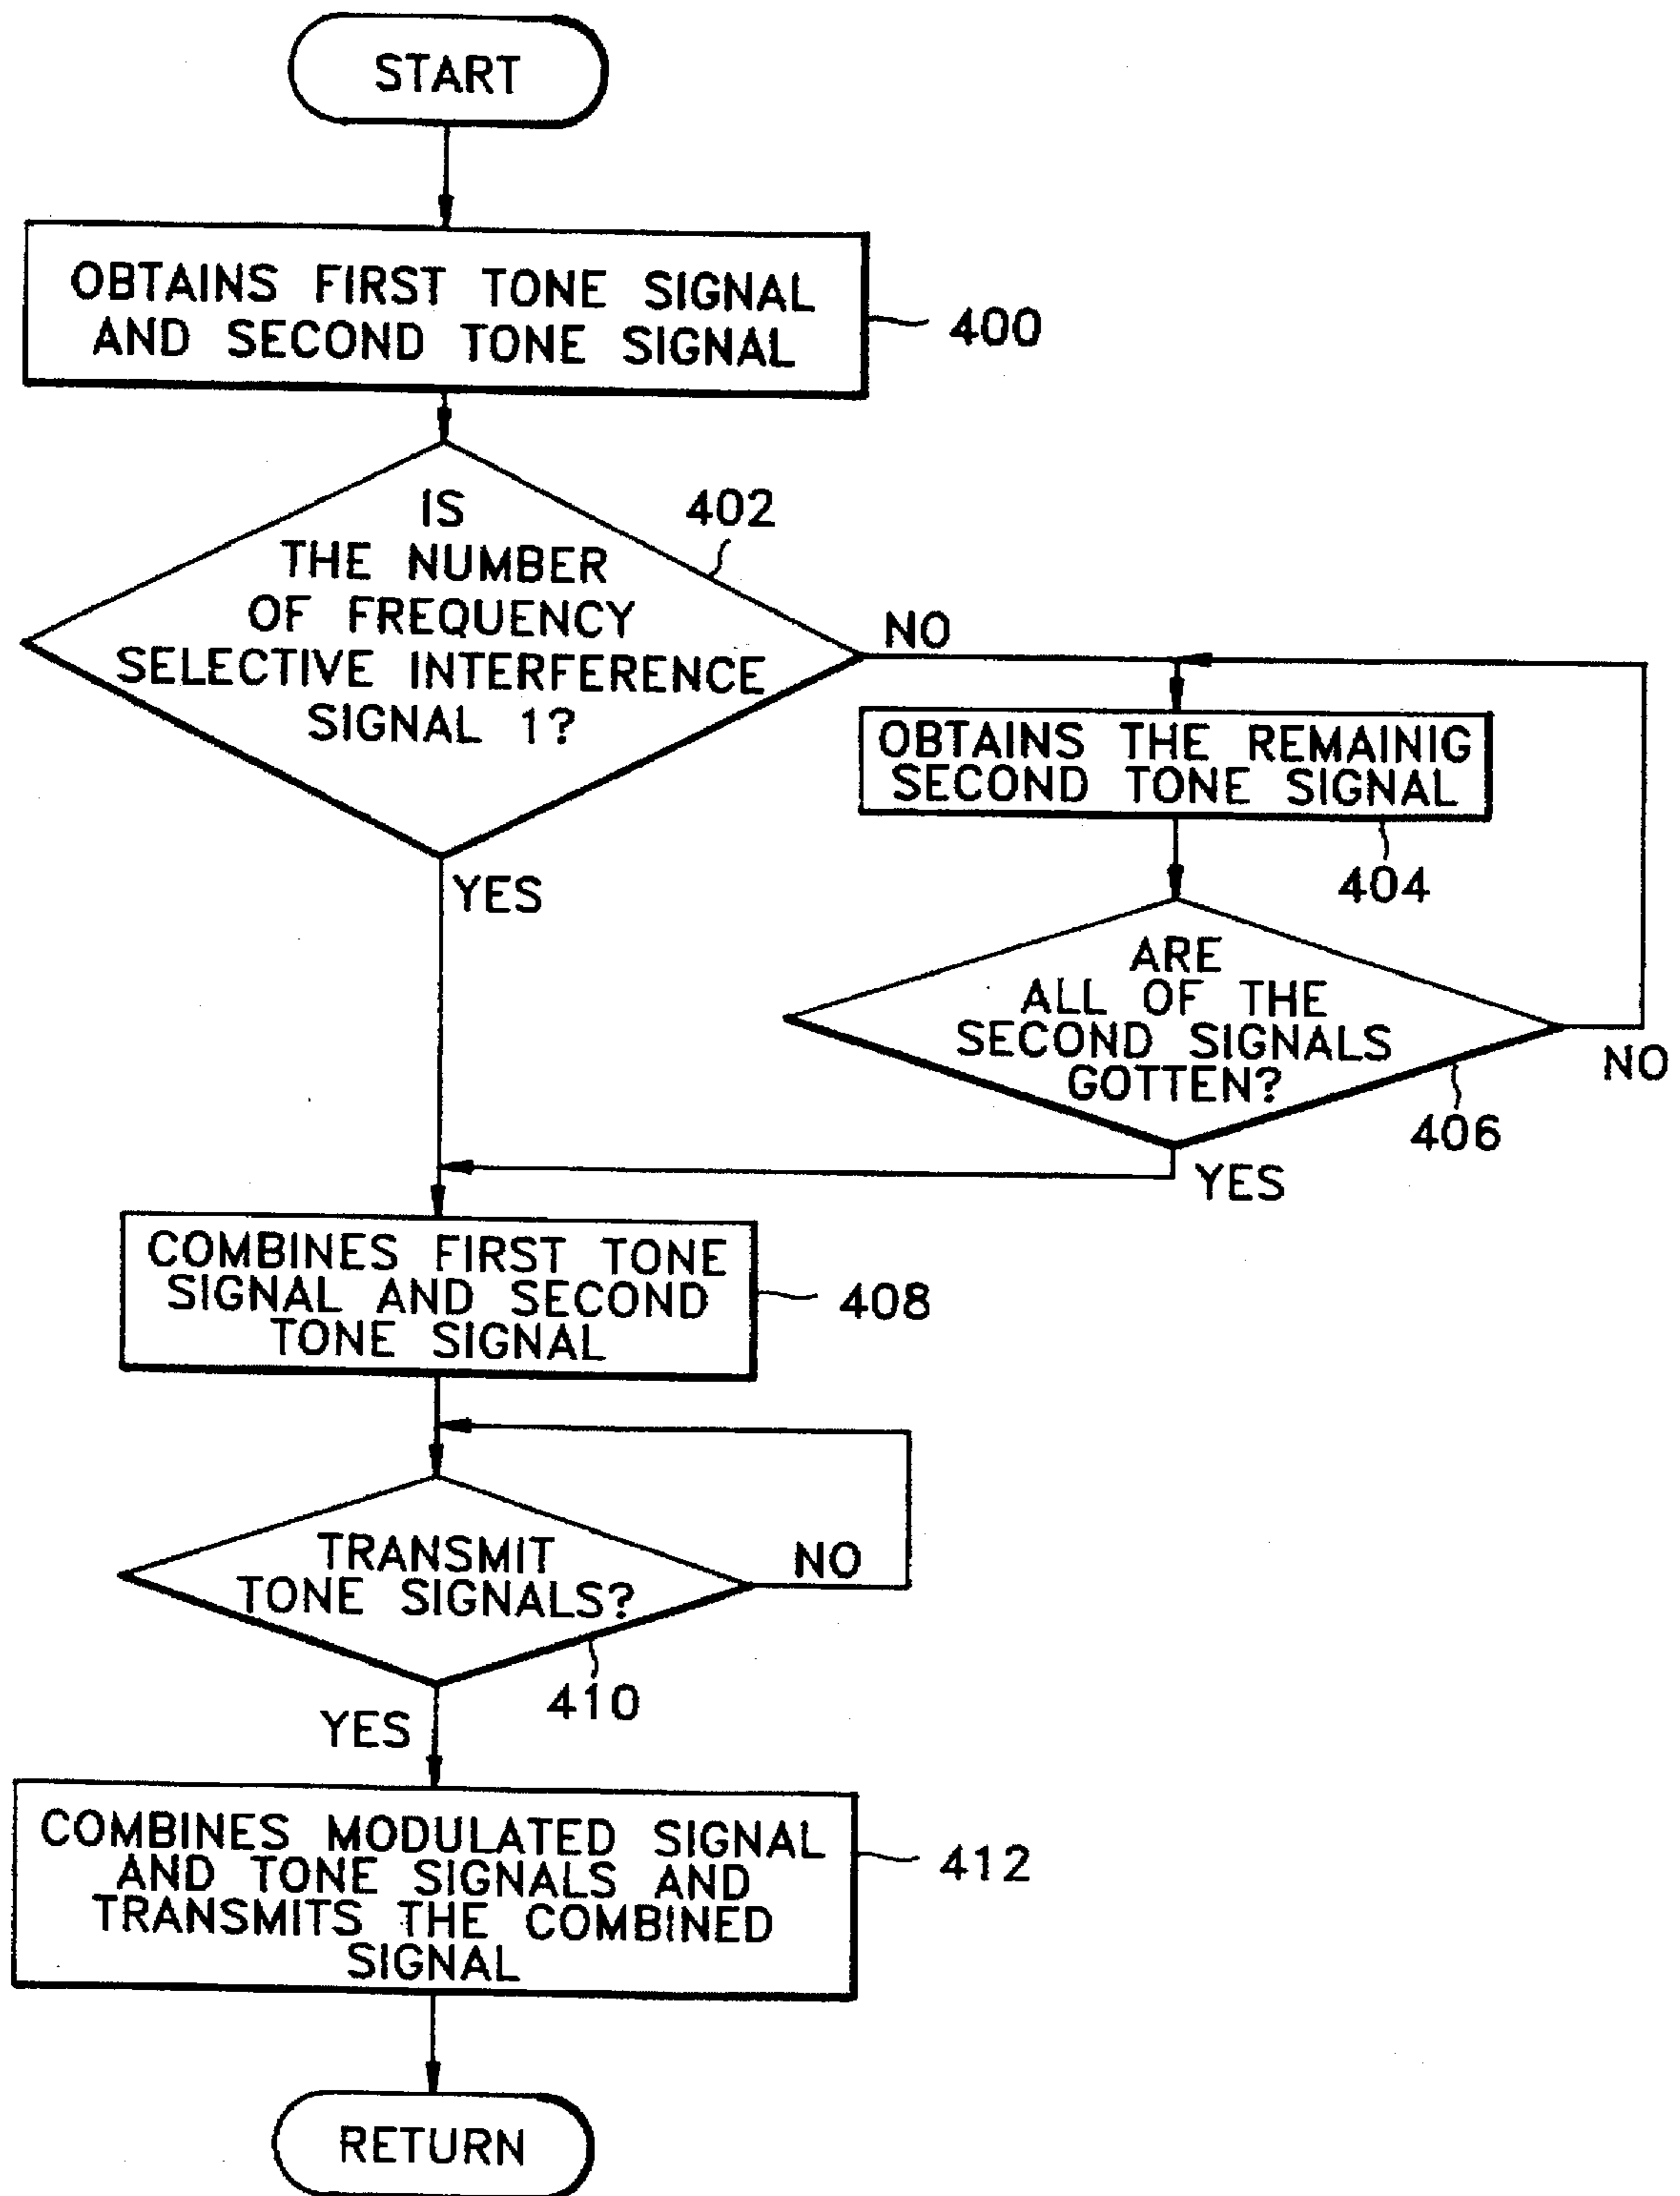 START
OBTAINS FIRST TONE SIGNAL
AND SECOND TONE SIGNAL
400
IS
THE NUMBER
OF FREQUENCY
SELECTIVE INTERFERENCE
SIGNAL 1?
402
NO
YES
OBTAINS THE REMAINIG
SECOND TONE SIGNAL
404
ARE
ALL OF THE
SECOND SIGNALS
GOTTEN?
406
NO
YES
COMBINES FIRST TONE
SIGNAL AND SECOND
TONE SIGNAL
408
TRANSMIT
TONE SIGNALS?
NO
410
YES
COMBINES MODULATED SIGNAL
AND TONE SIGNALS AND
TRANSMITS THE COMBINED
SIGNAL
412
RETURN